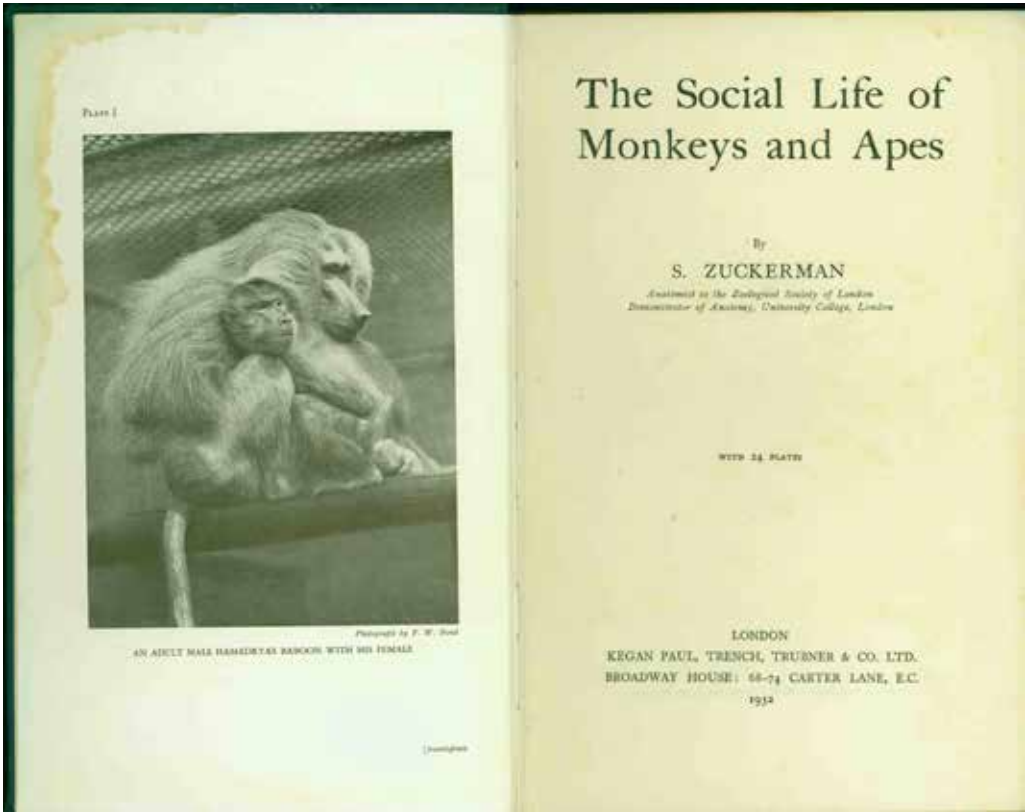 PLATE I
Photograph by F. W. Bond
AN ADULT MALE HAMADRYAS BABOON WITH HIS FEMALE
[frontispiece
The Social Life of
Monkeys and Apes
By
S. ZUCKERMAN
Anatomist to the Zoological Society of London
Demonstrator of Anatomy, University College, London
WITH 24 PLATES
LONDON
KEGAN PAUL, TRENCH, TRUBNER & CO. LTD.
BROADWAY HOUSE: 68-74 CARTER LANE, E.C.
1932